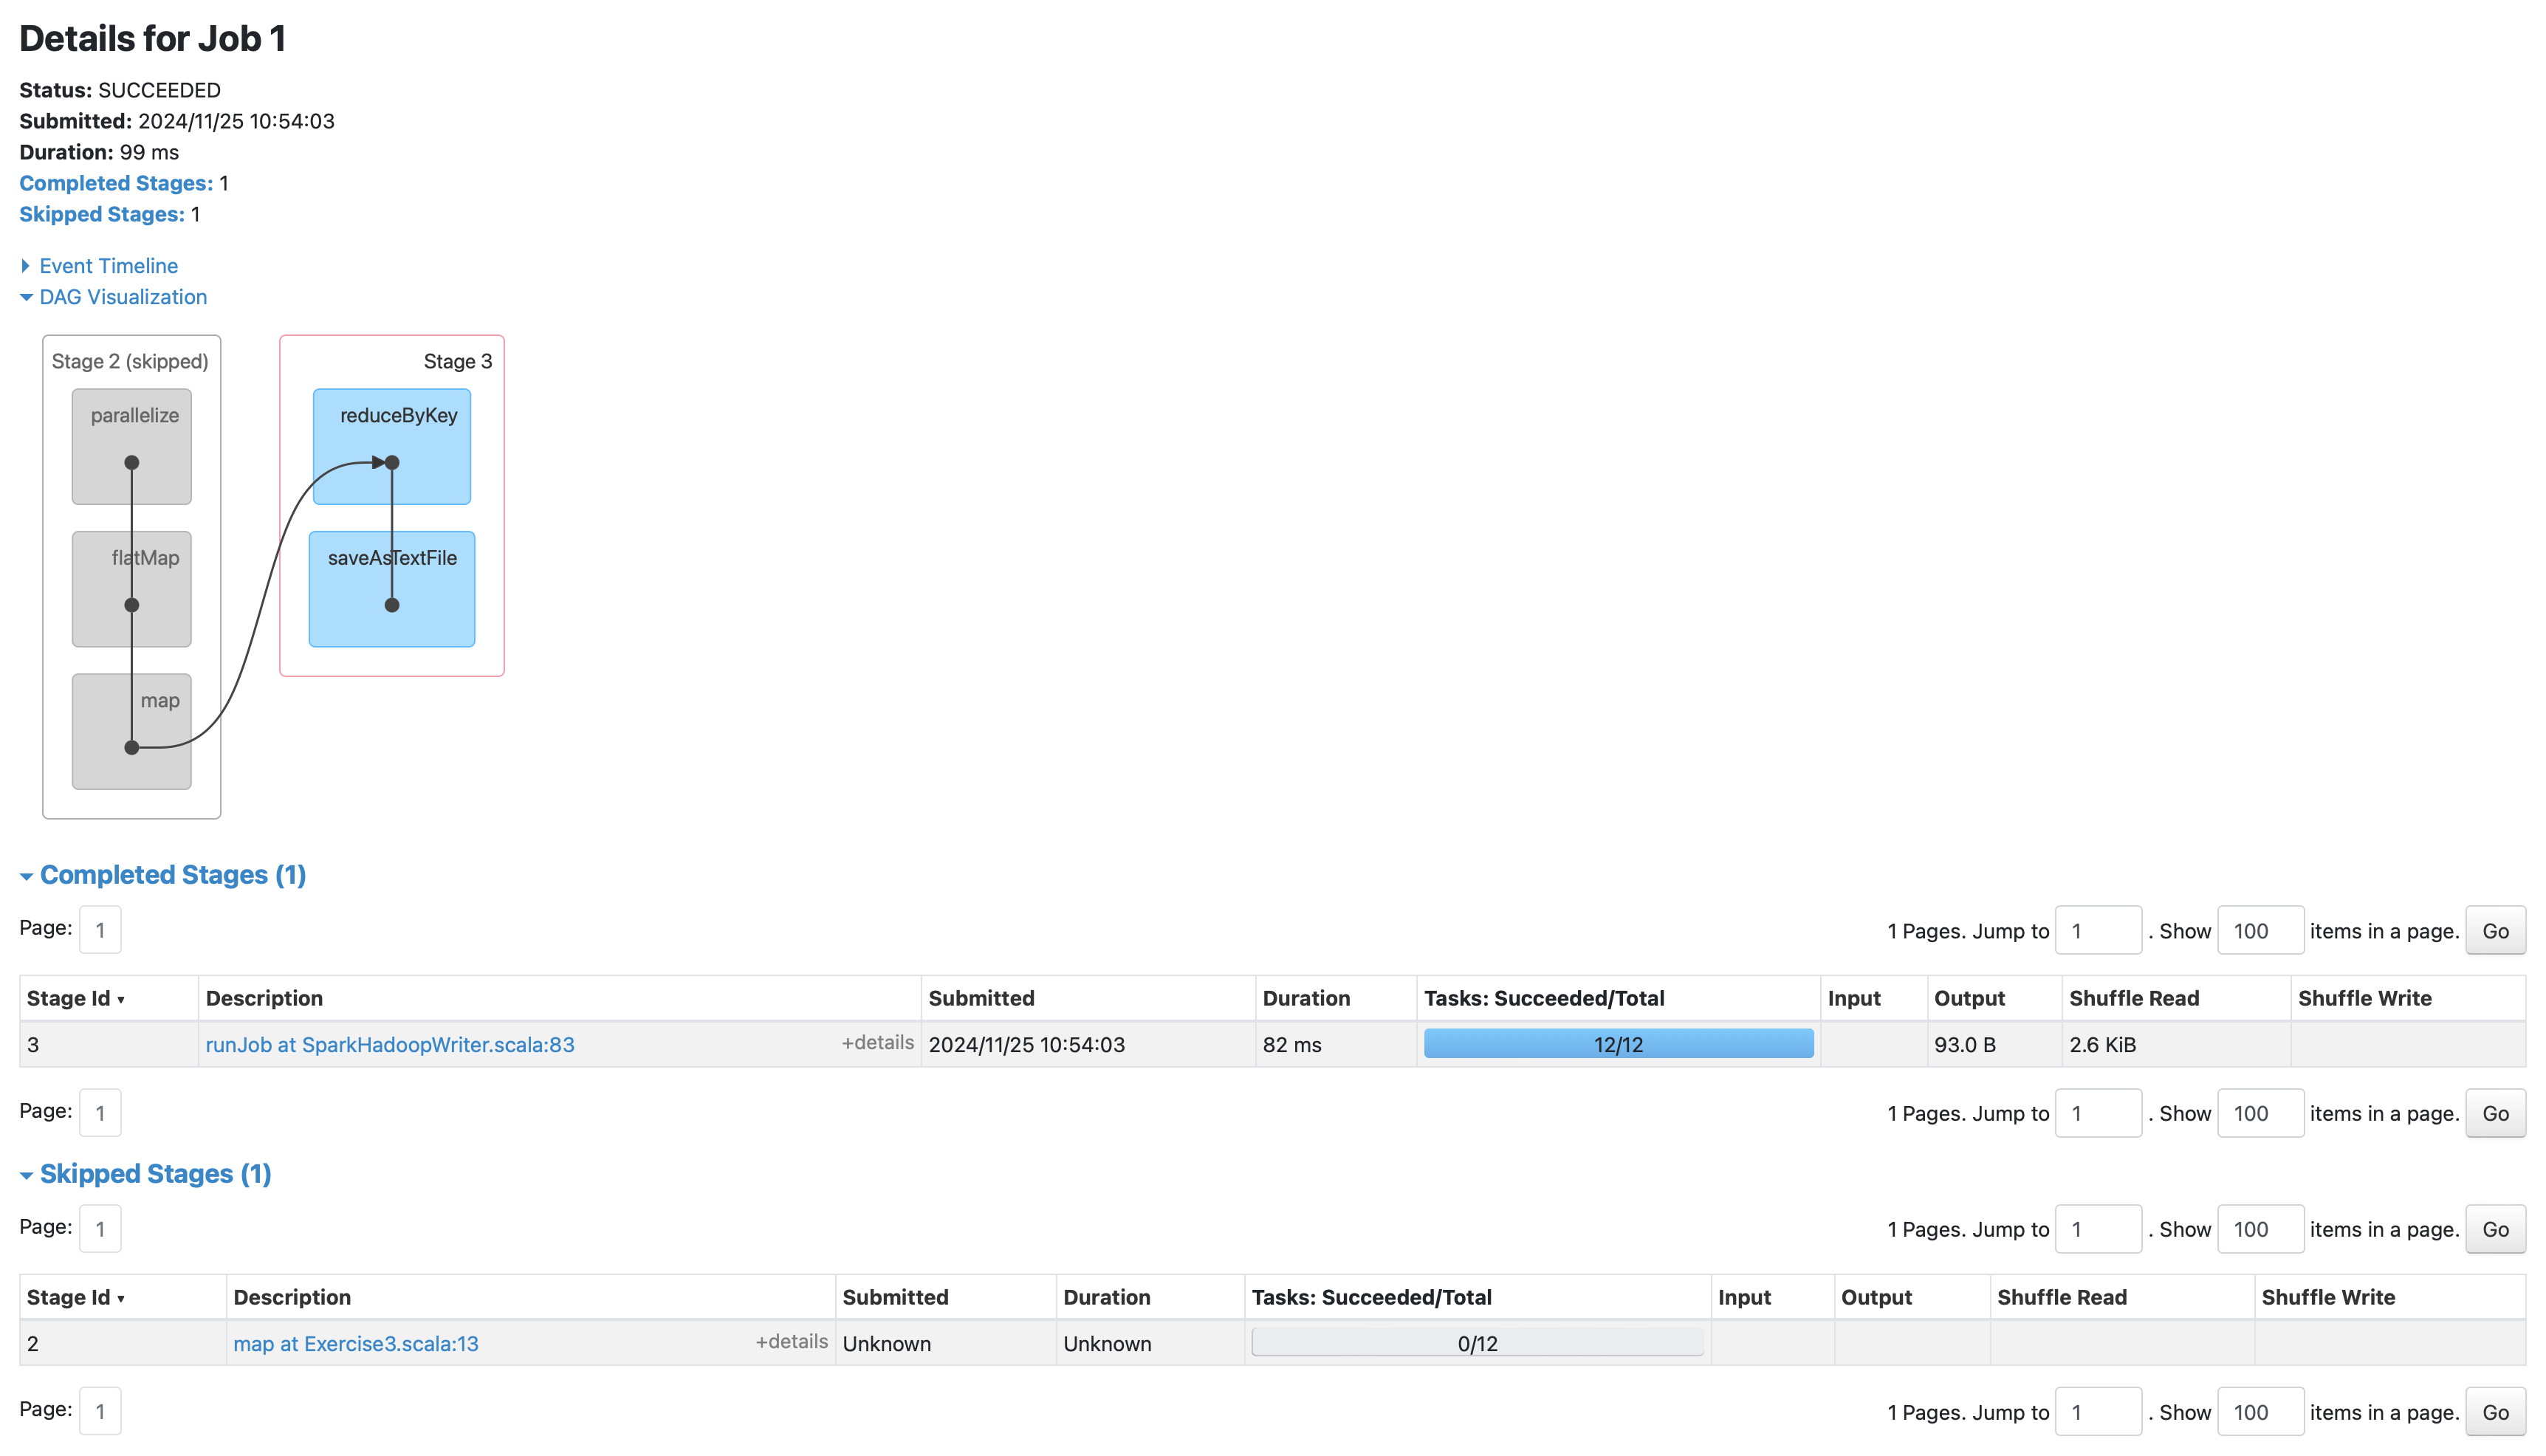 Details for Job 1
Status: SUCCEEDED
Submitted: 2024/11/25 10:54:03
Duration: 99 ms
Completed Stages: 1
Skipped Stages: 1
Event Timeline
DAG Visualization
Stage 2 (skipped)
parallelize
flatMap
map
Stage 3
reduceByKey
saveAsTextFile
Completed Stages (1)
Page: 1 1 Pages. Jump to 1 . Show 100 items in a page. Go
Stage Id ▾ Description Submitted Duration Tasks: Succeeded/Total Input Output Shuffle Read Shuffle Write
3 runJob at SparkHadoopWriter.scala:83 +details 2024/11/25 10:54:03 82 ms 12/12 93.0 B 2.6 KiB
Page: 1 1 Pages. Jump to 1 . Show 100 items in a page. Go
Skipped Stages (1)
Page: 1 1 Pages. Jump to 1 . Show 100 items in a page. Go
Stage Id ▾ Description Submitted Duration Tasks: Succeeded/Total Input Output Shuffle Read Shuffle Write
2 map at Exercise3.scala:13 +details Unknown Unknown 0/12
Page: 1 1 Pages. Jump to 1 . Show 100 items in a page. Go